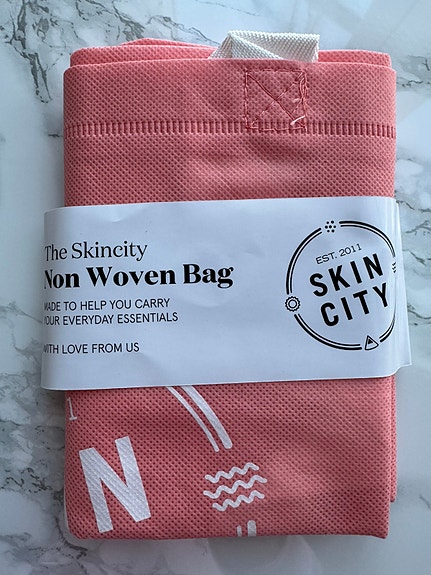 The Skincity
Non Woven Bag
MADE TO HELP YOU CARRY
YOUR EVERYDAY ESSENTIALS
WITH LOVE FROM US
EST. 2011
SKIN
CITY
1
N